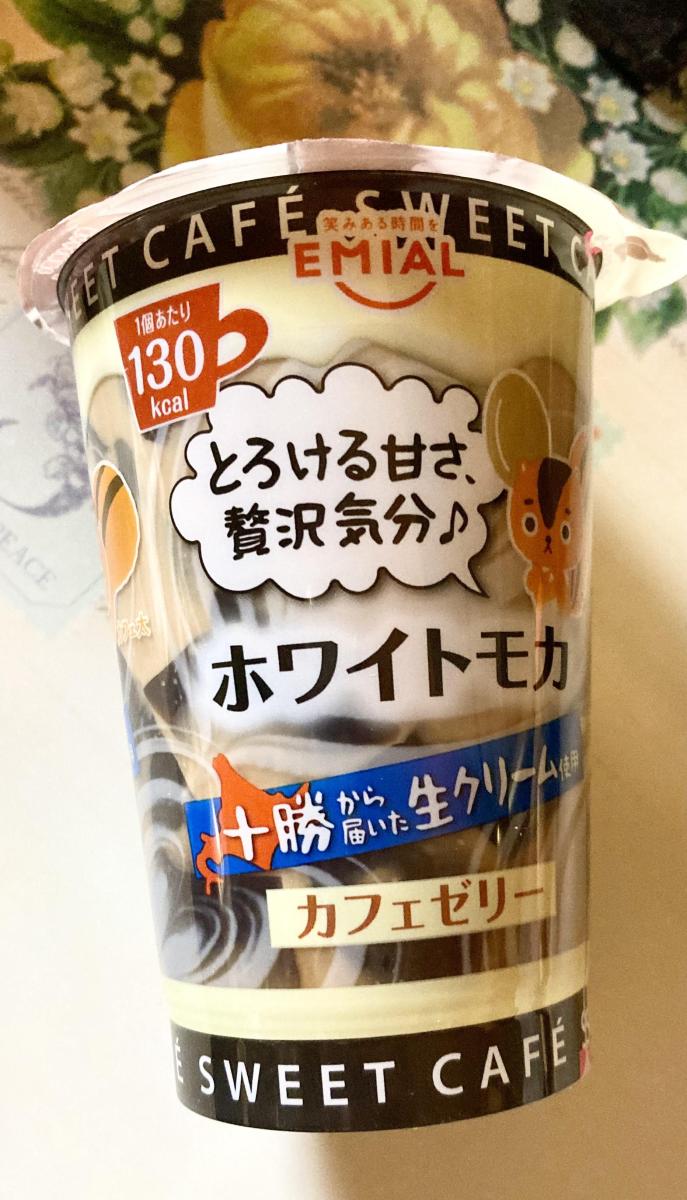 SWEET CAFÉ SWEET
笑みある時間を
EMIAL
1個あたり
130
kcal
とろける甘さ、
贅沢気分♪
ホワイトモカ
十勝から届いた生クリーム使用
カフェゼリー
SWEET CAFÉ
PEACE